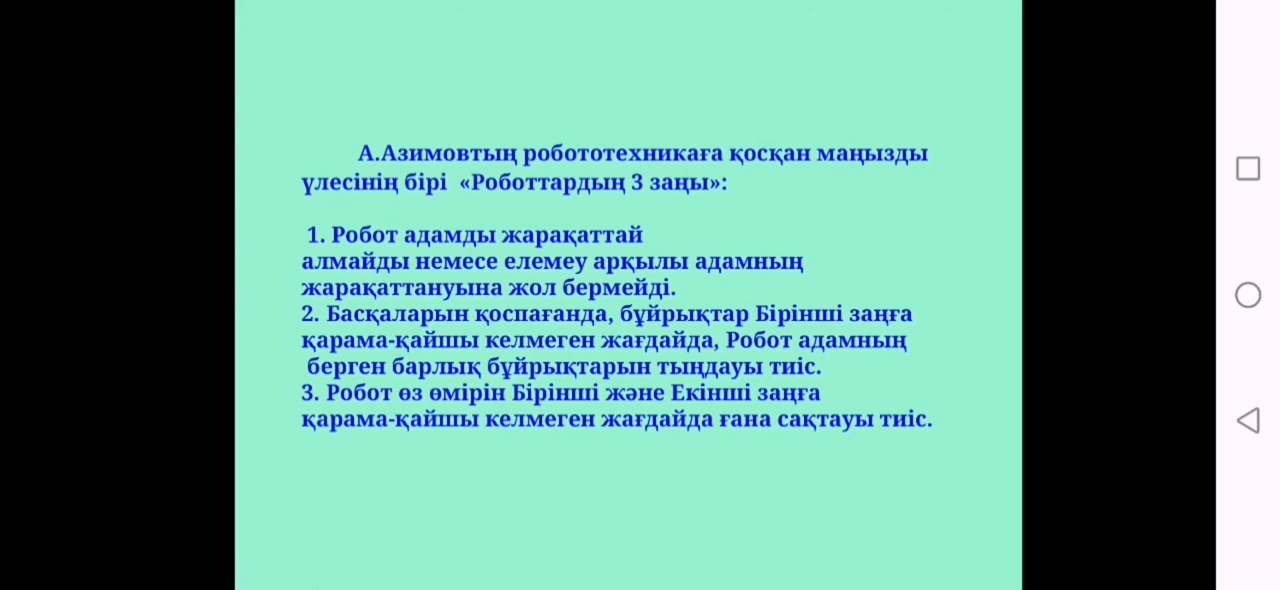 А.Азимовтың робототехникаға қосқан маңызды
үлесінің бірі «Роботтардың 3 заңы»:
1. Робот адамды жарақаттай
алмайды немесе елемеу арқылы адамның
жарақаттануына жол бермейді.
2. Басқаларын қоспағанда, бұйрықтар Бірінші заңға
қарама-қайшы келмеген жағдайда, Робот адамның
берген барлық бұйрықтарын тыңдауы тиіс.
3. Робот өз өмірін Бірінші және Екінші заңға
қарама-қайшы келмеген жағдайда ғана сақтауы тиіс.